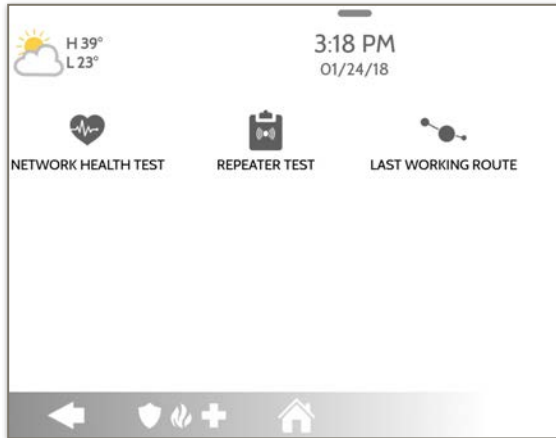 H 39°
L 23°
3:18 PM
01/24/18
NETWORK HEALTH TEST
REPEATER TEST
LAST WORKING ROUTE